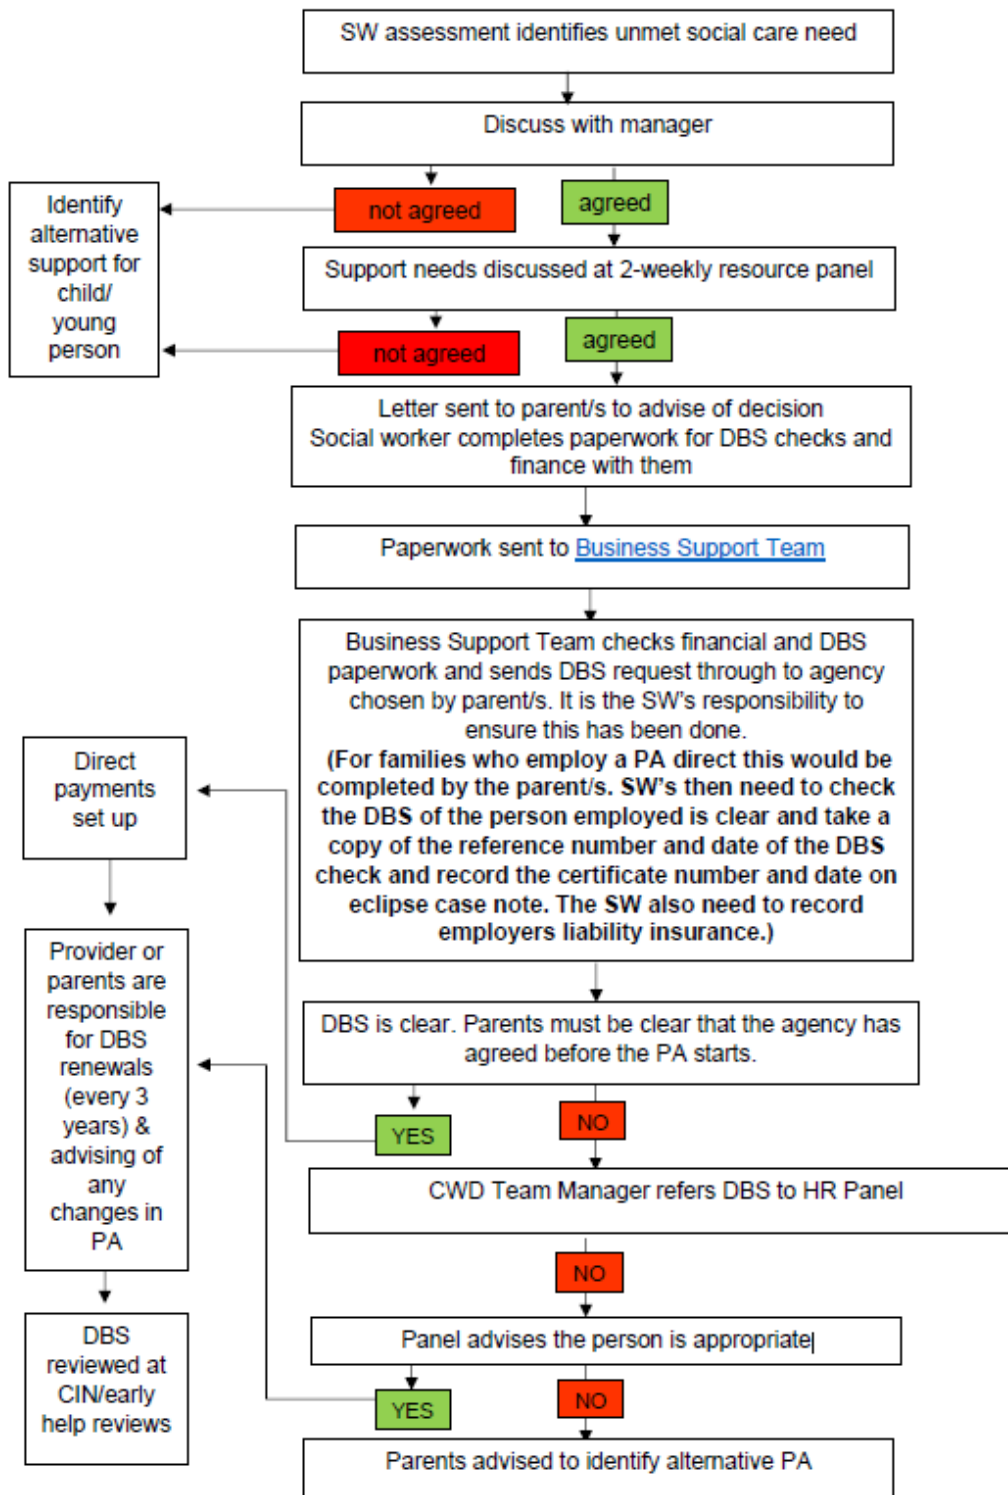 SW assessment identifies unmet social care need
Discuss with manager
not agreed
agreed
Identify
alternative
support for
child/
young
person
Support needs discussed at 2-weekly resource panel
not agreed
agreed
Letter sent to parent/s to advise of decision
Social worker completes paperwork for DBS checks and
finance with them
Paperwork sent to Business Support Team
Business Support Team checks financial and DBS
paperwork and sends DBS request through to agency
chosen by parent/s. It is the SW's responsibility to
ensure this has been done.
(For families who employ a PA direct this would be
completed by the parent/s. SW's then need to check
the DBS of the person employed is clear and take a
copy of the reference number and date of the DBS
check and record the certificate number and date on
eclipse case note. The SW also need to record
employers liability insurance.)
Direct
payments
set up
Provider or
parents are
responsible
for DBS
renewals
(every 3
years) &
advising of
any
changes in
PA
DBS
reviewed at
CIN/early
help reviews
DBS is clear. Parents must be clear that the agency has
agreed before the PA starts.
YES
NO
CWD Team Manager refers DBS to HR Panel
NO
Panel advises the person is appropriate
YES
NO
Parents advised to identify alternative PA